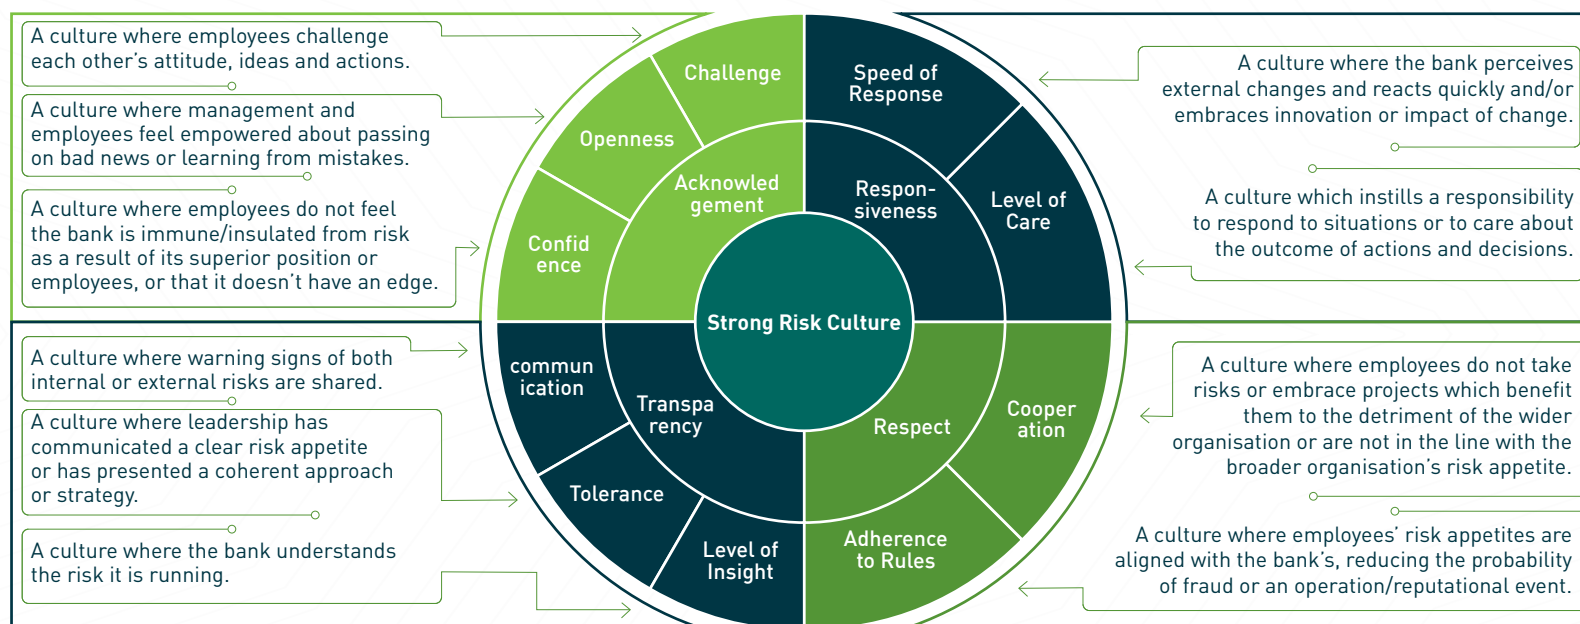 A culture where employees challenge
each other’s attitude, ideas and actions.
A culture where management and
employees feel empowered about passing
on bad news or learning from mistakes.
A culture where employees do not feel
the bank is immune/insulated from risk
as a result of its superior position or
employees, or that it doesn’t have an edge.
A culture where warning signs of both
internal or external risks are shared.
A culture where leadership has
communicated a clear risk appetite
or has presented a coherent approach
or strategy.
A culture where the bank understands
the risk it is running.
Challenge
Openness
Confid
ence
Acknowled
gement
Speed of
Response
Level of
Care
Respon-
siveness
Strong Risk Culture
commun
ication
Tolerance
Level of
Insight
Transpa
rency
Respect
Cooper
ation
Adherence
to Rules
A culture where the bank perceives
external changes and reacts quickly and/or
embraces innovation or impact of change.
A culture which instills a responsibility
to respond to situations or to care about
the outcome of actions and decisions.
A culture where employees do not take
risks or embrace projects which benefit
them to the detriment of the wider
organisation or are not in the line with the
broader organisation’s risk appetite.
A culture where employees’ risk appetites are
aligned with the bank’s, reducing the probability
of fraud or an operation/reputational event.